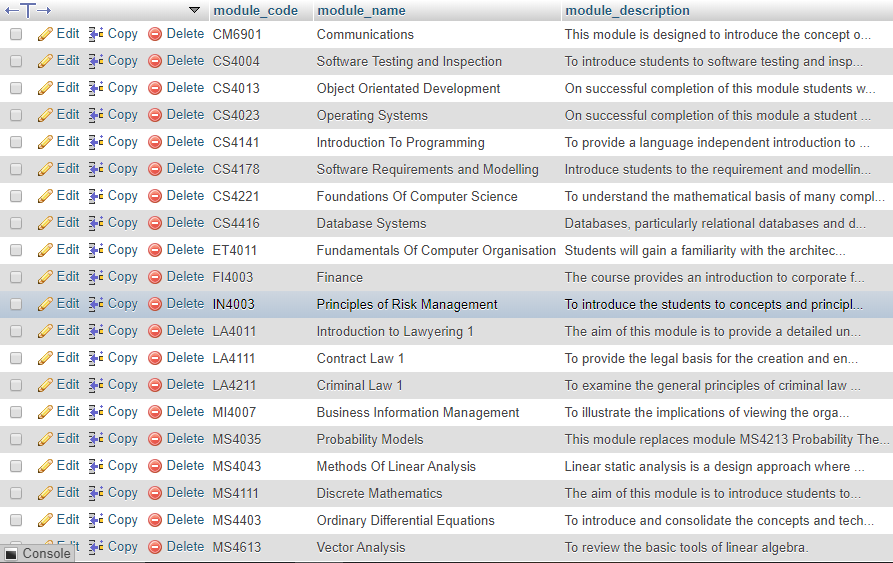 module_code module_name module_description
Edit Copy Delete CM6901 Communications This module is designed to introduce the concept o...
Edit Copy Delete CS4004 Software Testing and Inspection To introduce students to software testing and insp...
Edit Copy Delete CS4013 Object Orientated Development On successful completion of this module students w...
Edit Copy Delete CS4023 Operating Systems On successful completion of this module a student ...
Edit Copy Delete CS4141 Introduction To Programming To provide a language independent introduction to ...
Edit Copy Delete CS4178 Software Requirements and Modelling Introduce students to the requirement and modellin...
Edit Copy Delete CS4221 Foundations Of Computer Science To understand the mathematical basis of many compl...
Edit Copy Delete CS4416 Database Systems Databases, particularly relational databases and d...
Edit Copy Delete ET4011 Fundamentals Of Computer Organisation Students will gain a familiarity with the architec...
Edit Copy Delete FI4003 Finance The course provides an introduction to corporate f...
Edit Copy Delete IN4003 Principles of Risk Management To introduce the students to concepts and principl...
Edit Copy Delete LA4011 Introduction to Lawyering 1 The aim of this module is to provide a detailed un...
Edit Copy Delete LA4111 Contract Law 1 To provide the legal basis for the creation and en...
Edit Copy Delete LA4211 Criminal Law 1 To examine the general principles of criminal law ...
Edit Copy Delete MI4007 Business Information Management To illustrate the implications of viewing the orga...
Edit Copy Delete MS4035 Probability Models This module replaces module MS4213 Probability The...
Edit Copy Delete MS4043 Methods Of Linear Analysis Linear static analysis is a design approach where ...
Edit Copy Delete MS4111 Discrete Mathematics The aim of this module is to introduce students to...
Edit Copy Delete MS4403 Ordinary Differential Equations To introduce and consolidate the concepts and tech...
Copy Delete MS4613 Vector Analysis To review the basic tools of linear algebra.
Console